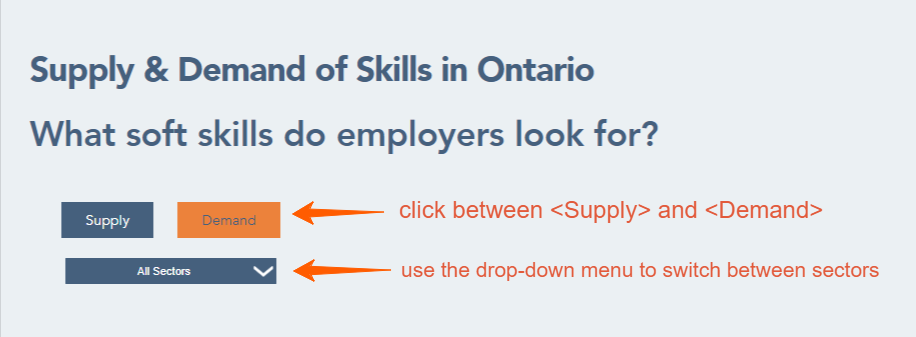 Supply & Demand of Skills in Ontario
What soft skills do employers look for?
Supply
Demand
click between <Supply> and <Demand>
All Sectors
use the drop-down menu to switch between sectors